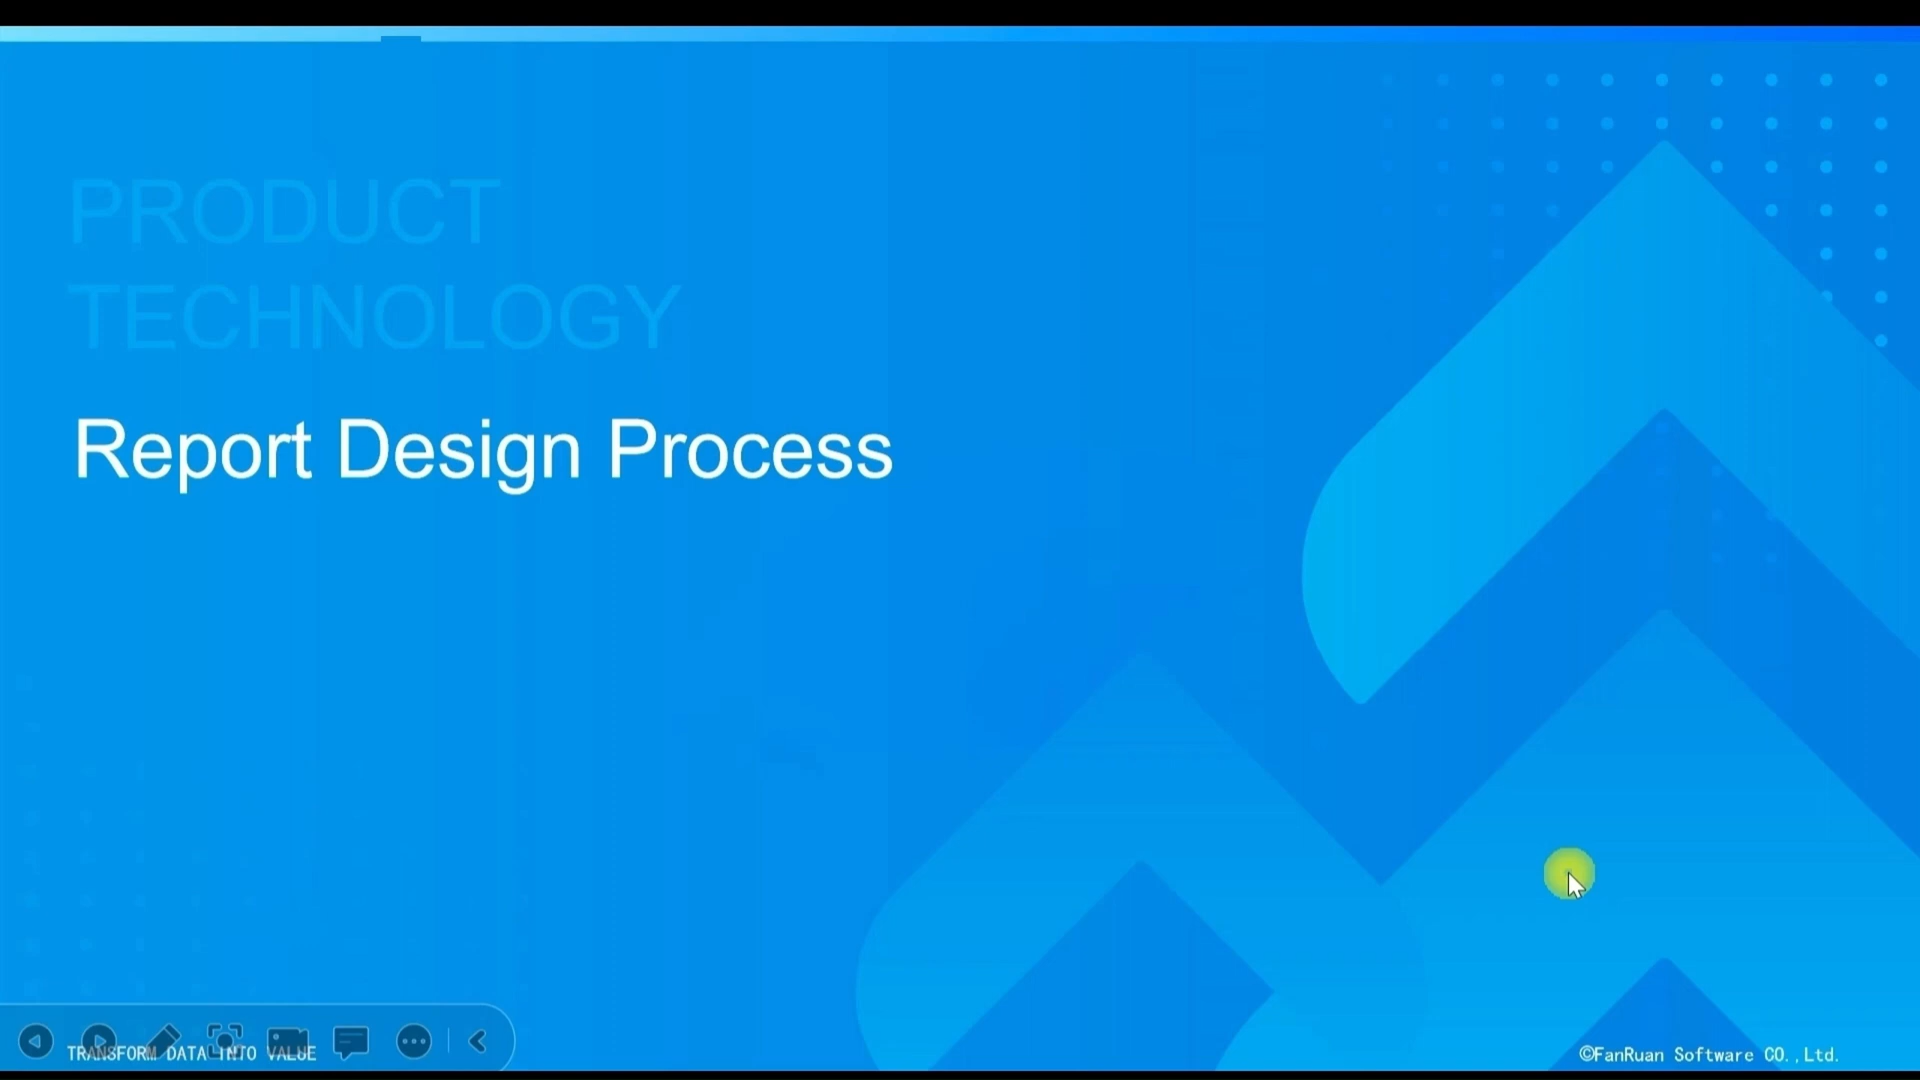 PRODUCT
TECHNOLOGY
Report Design Process
TRANSFORM DATA INTO VALUE
©FanRuan Software CO.,Ltd.